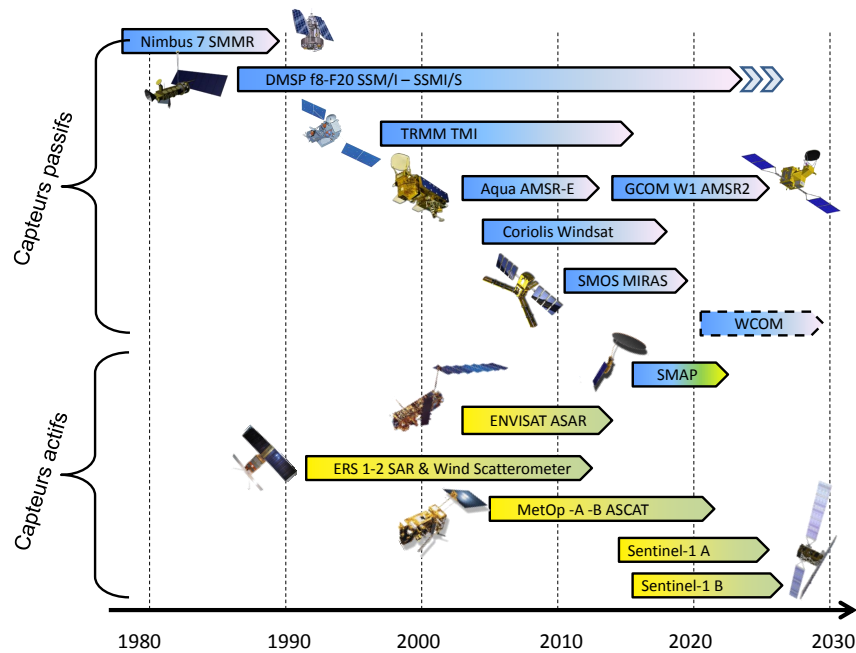 Nimbus 7 SMMR
DMSP f8-F20 SSM/I – SSMI/S
TRMM TMI
Aqua AMSR-E
GCOM W1 AMSR2
Coriolis Windsat
SMOS MIRAS
WCOM
Capteurs passifs
SMAP
ENVISAT ASAR
ERS 1-2 SAR & Wind Scatterometer
MetOp -A -B ASCAT
Sentinel-1 A
Sentinel-1 B
Capteurs actifs
1980 1990 2000 2010 2020 2030